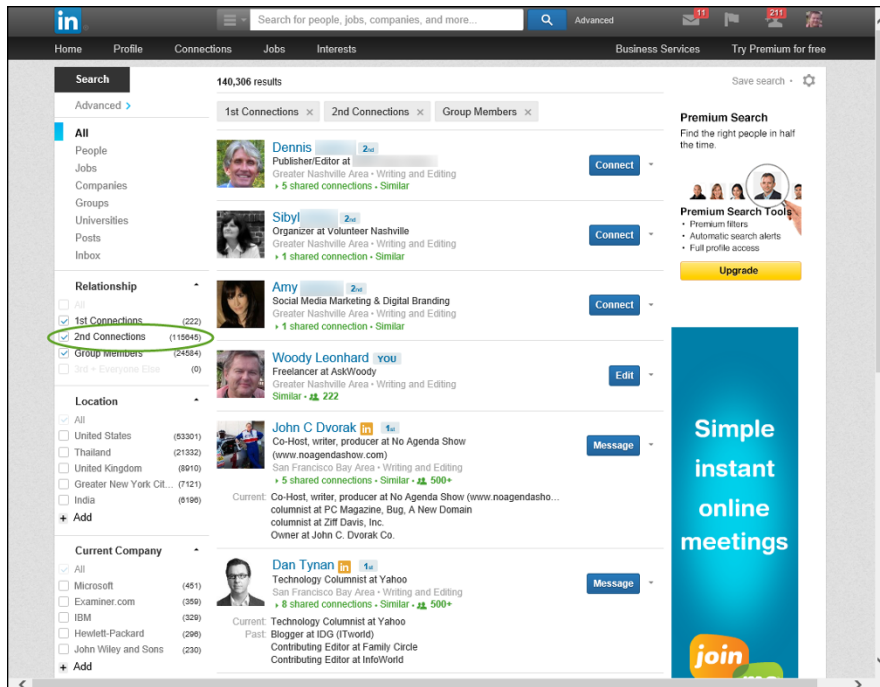 in
Search for people, jobs, companies, and more...
Advanced
11
211
Home Profile Connections Jobs Interests Business Services Try Premium for free
Search
Advanced >
All
People
Jobs
Companies
Groups
Universities
Posts
Inbox
Relationship
All
1st Connections (222)
2nd Connections (115645)
Group Members (24584)
3rd + Everyone Else (0)
Location
All
United States (53301)
Thailand (21332)
United Kingdom (8910)
Greater New York Cit... (7121)
India (6196)
+ Add
Current Company
All
Microsoft (451)
Examiner.com (359)
IBM (329)
Hewlett-Packard (296)
John Wiley and Sons (230)
+ Add
140,306 results
Save search
1st Connections × 2nd Connections × Group Members ×
Dennis 2nd
Publisher/Editor at
Greater Nashville Area • Writing and Editing
5 shared connections • Similar
Connect
Sibyl 2nd
Organizer at Volunteer Nashville
Greater Nashville Area • Writing and Editing
1 shared connection • Similar
Connect
Amy 2nd
Social Media Marketing & Digital Branding
Greater Nashville Area • Writing and Editing
1 shared connection • Similar
Connect
Woody Leonhard YOU
Freelancer at AskWoody
Greater Nashville Area • Writing and Editing
Similar • 222
Edit
John C Dvorak in 1st
Co-Host, writer, producer at No Agenda Show
(www.noagendashow.com)
San Francisco Bay Area • Writing and Editing
5 shared connections • Similar • 500+
Message
Current: Co-Host, writer, producer at No Agenda Show (www.noagendasho...
columnist at PC Magazine, Bug, A New Domain
columnist at Ziff Davis, Inc.
Owner at John C. Dvorak Co.
Dan Tynan in 1st
Technology Columnist at Yahoo
San Francisco Bay Area • Writing and Editing
8 shared connections • Similar • 500+
Message
Current: Technology Columnist at Yahoo
Past: Blogger at IDG (ITworld)
Contributing Editor at Family Circle
Contributing Editor at InfoWorld
Premium Search
Find the right people in half
the time.
Premium Search Tools
• Premium filters
• Automatic search alerts
• Full profile access
Upgrade
Simple
instant
online
meetings
join